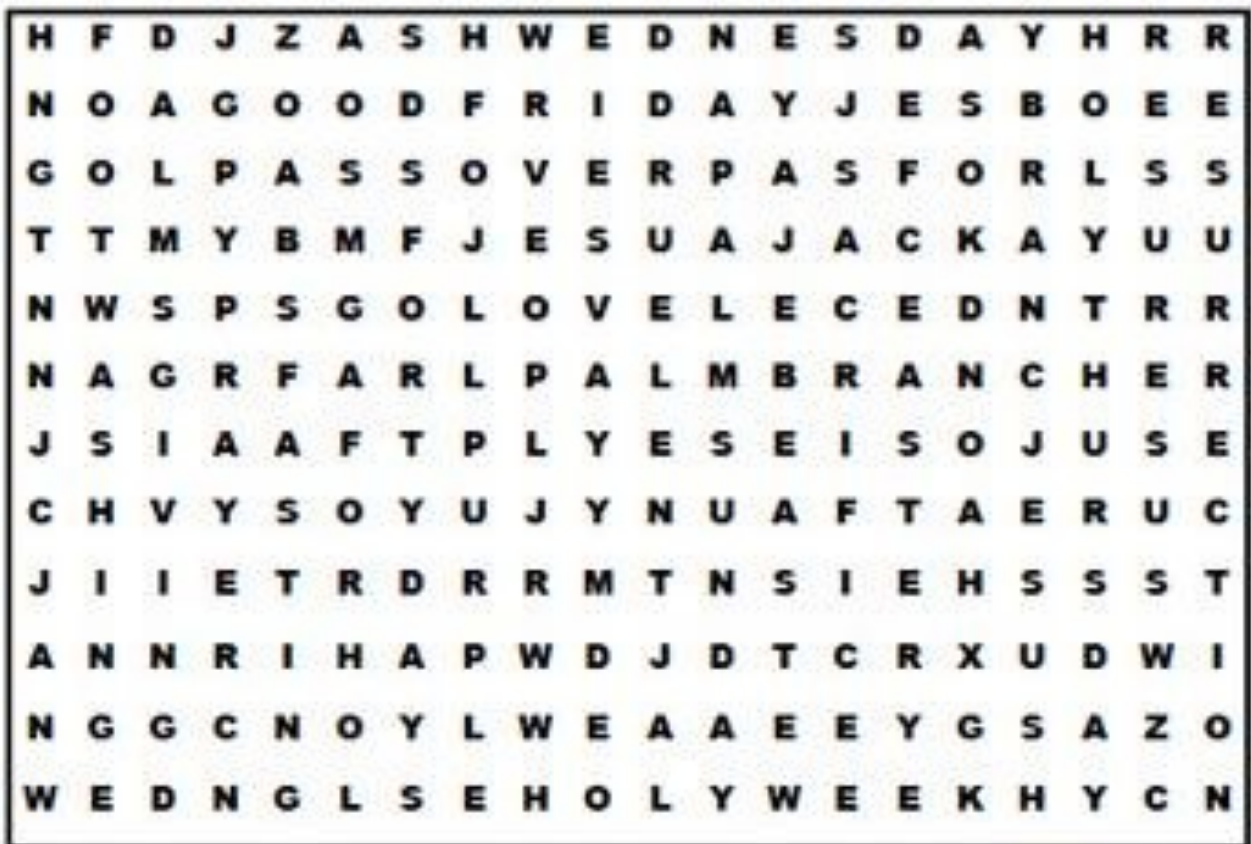 H F D J Z A S H W E D N E S D A Y H R R
N O A G O O D F R I D A Y J E S B O E E
G O L P A S S O V E R P A S F O R L S S
T T M Y B M F J E S U A J A C K A Y U U
N W S P S G O L O V E L E C E D N T R R
N A G R F A R L P A L M B R A N C H E R
J S I A A F T P L Y E S E I S O J U S E
C H V Y S O Y U J Y N U A F T A E R U C
J I I E T R D R R M T N S I E H S S S T
A N N R I H A P W D J D T C R X U D W I
N G G C N O Y L W E A A E E Y G S A Z O
W E D N G L S E H O L Y W E E K H Y C N